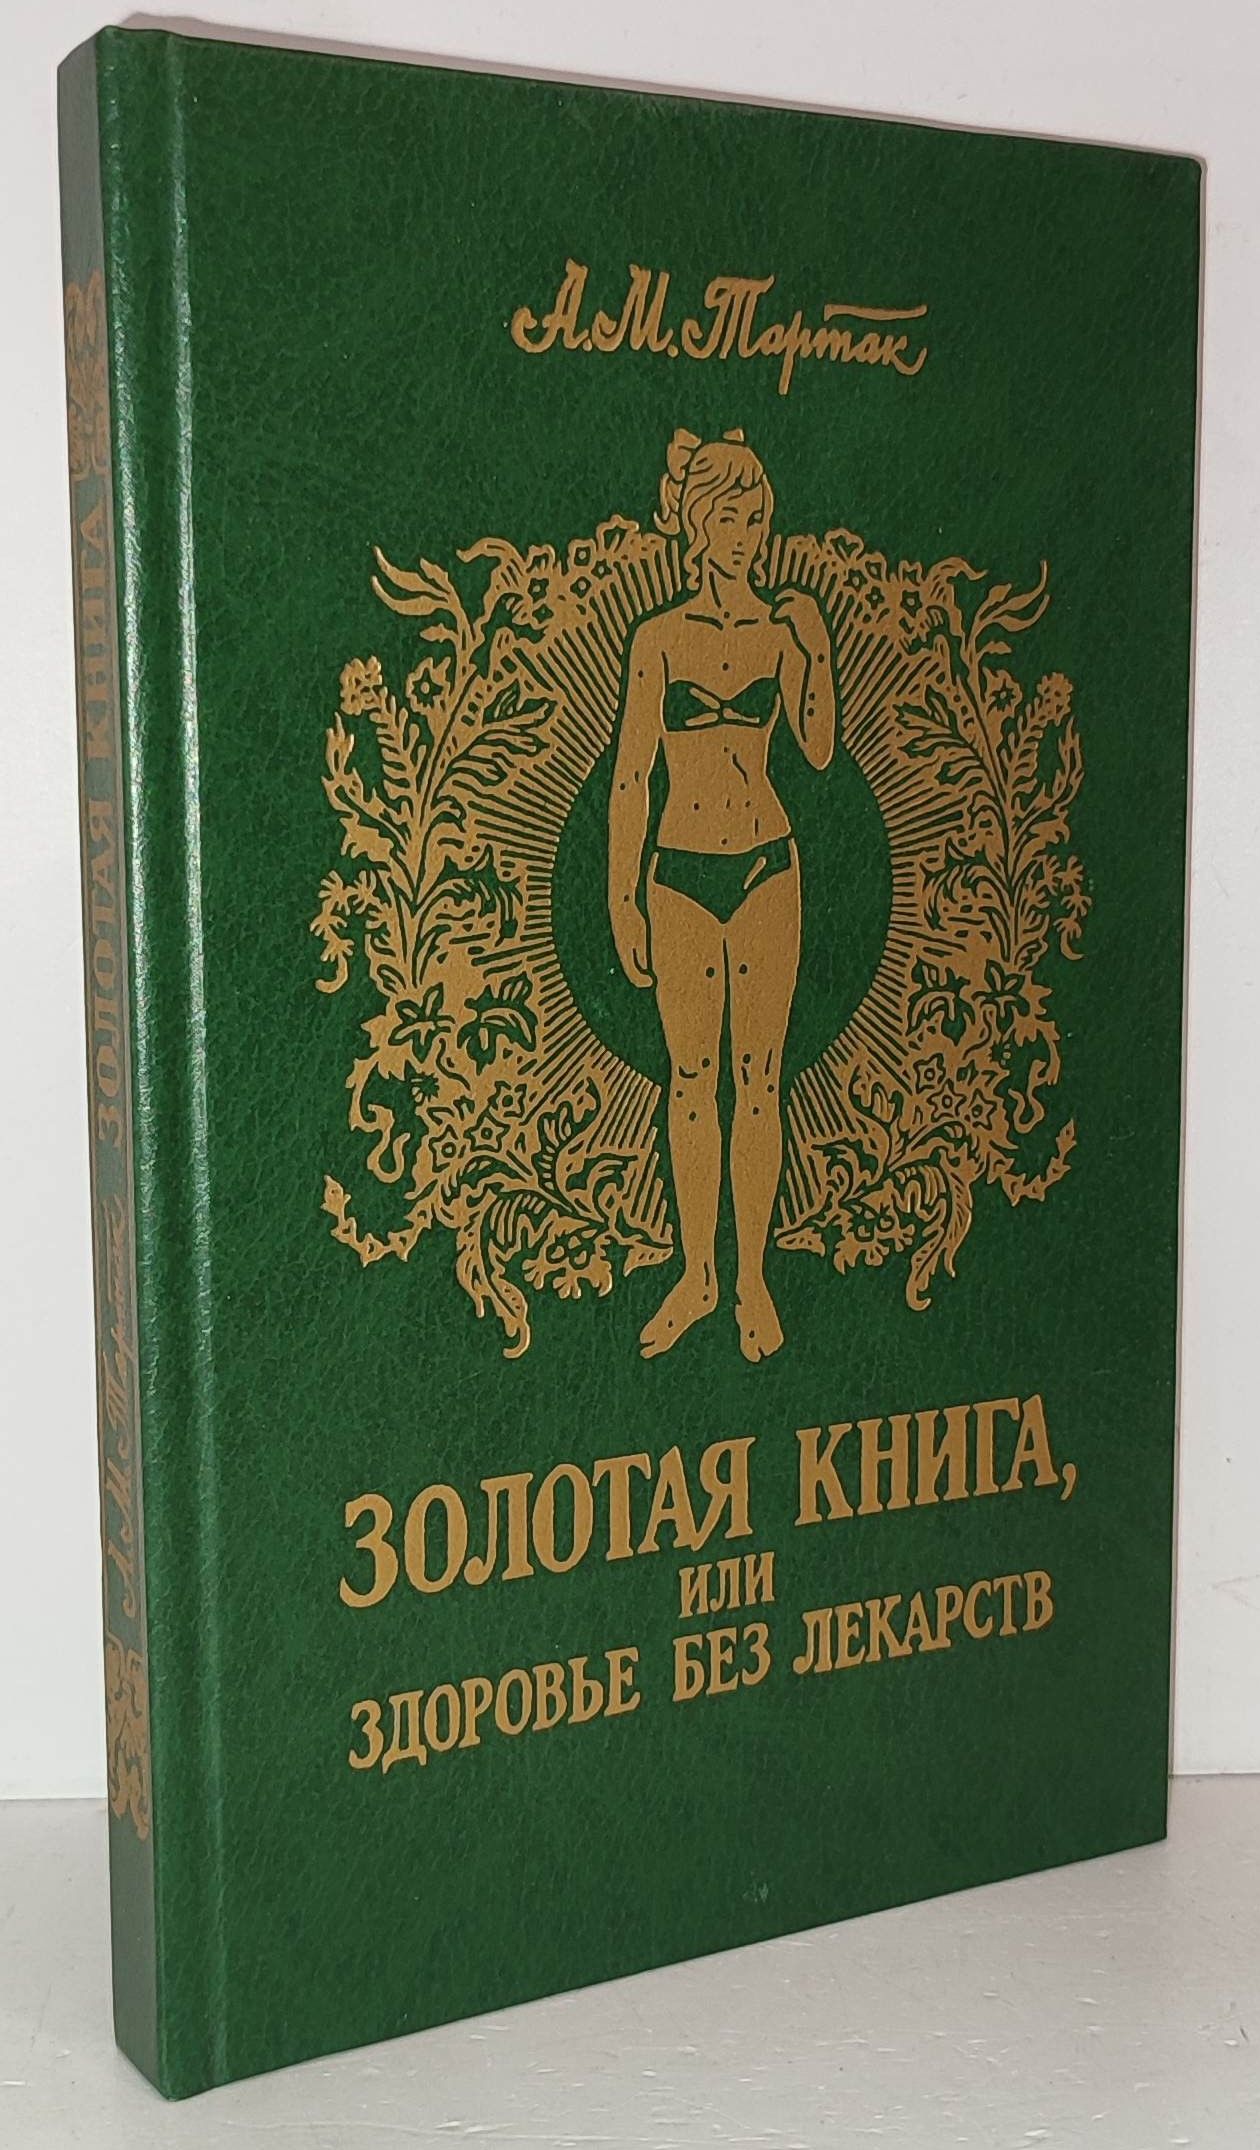 А.М. Тартак
ЗОЛОТАЯ КНИГА,
ИЛИ
ЗДОРОВЬЕ БЕЗ ЛЕКАРСТВ
А.М. Тартак ЗОЛОТАЯ КНИГА